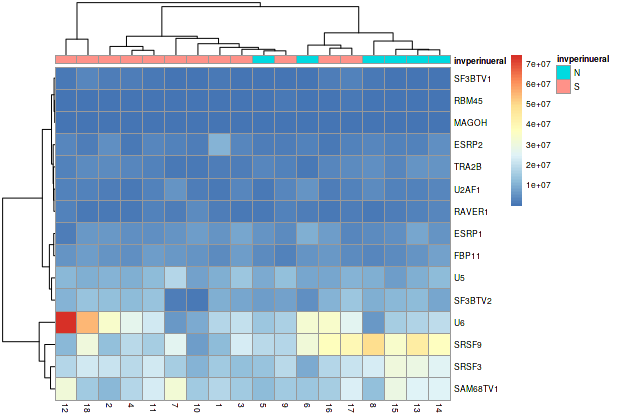 invperinueral
SF3BTV1
RBM45
MAGOH
ESRP2
TRA2B
U2AF1
RAVER1
ESRP1
FBP11
U5
SF3BTV2
U6
SRSF9
SRSF3
SAM68TV1
12 18 2 4 11 7 10 1 3 5 9 6 16 17 8 15 13 14
7e+07
6e+07
5e+07
4e+07
3e+07
2e+07
1e+07
invperinueral
N
S